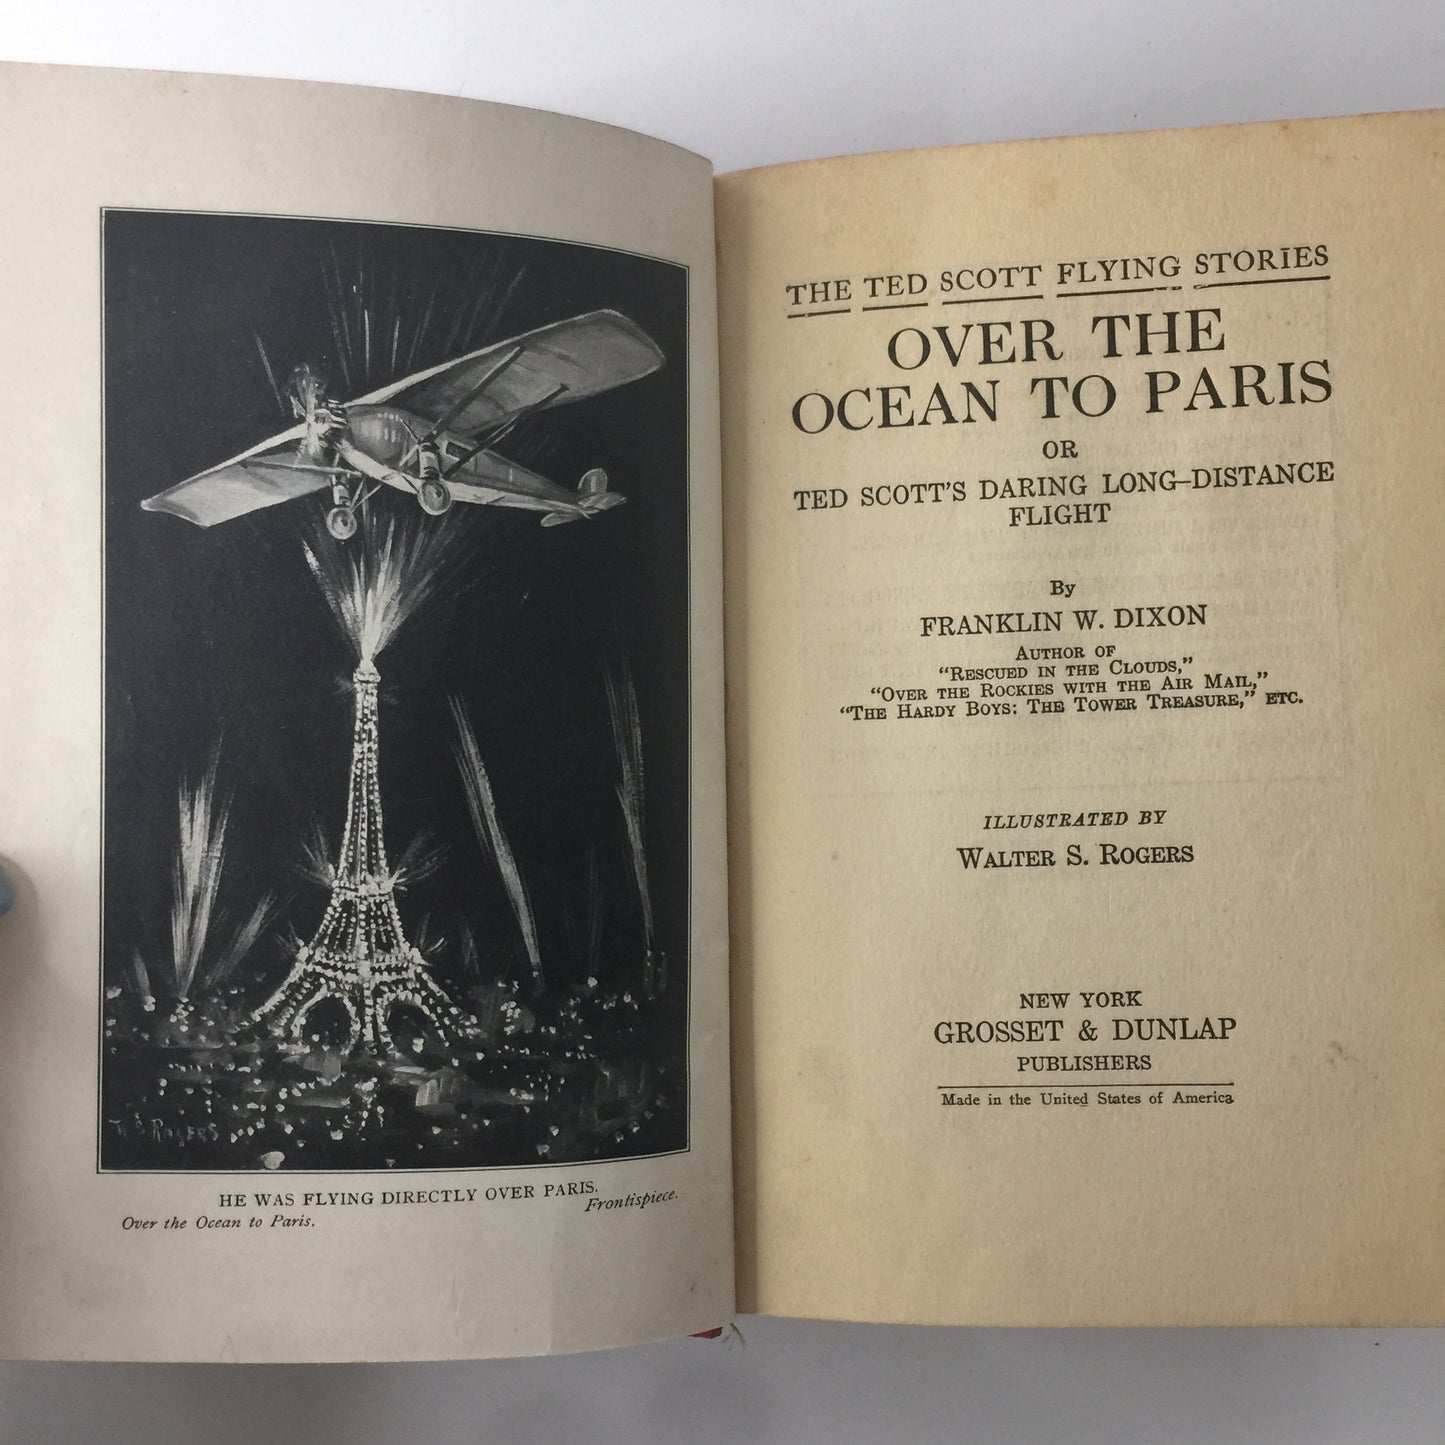 W S ROGERS
HE WAS FLYING DIRECTLY OVER PARIS.
Over the Ocean to Paris.
Frontispiece.
THE TED SCOTT FLYING STORIES
OVER THE
OCEAN TO PARIS
OR
TED SCOTT'S DARING LONG-DISTANCE
FLIGHT
By
FRANKLIN W. DIXON
AUTHOR OF
“RESCUED IN THE CLOUDS,”
“OVER THE ROCKIES WITH THE AIR MAIL,”
“THE HARDY BOYS: THE TOWER TREASURE,” ETC.
ILLUSTRATED BY
WALTER S. ROGERS
NEW YORK
GROSSET & DUNLAP
PUBLISHERS
Made in the United States of America